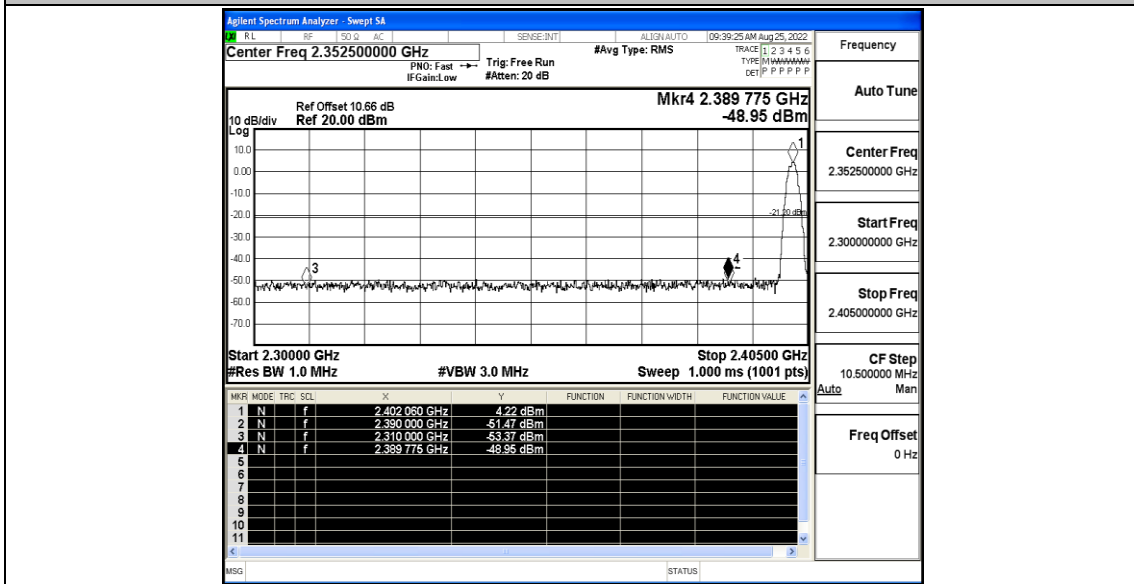 Agilent Spectrum Analyzer - Swept SA
RL RF 50 Ω AC SENSE:INT ALIGN AUTO 09:39:25 AM Aug 25, 2022
Center Freq 2.352500000 GHz #Avg Type: RMS TRACE 1 2 3 4 5 6
PNO: Fast Trig: Free Run TYPE M W W W W W
IFGain:Low #Atten: 20 dB DET P P P P P P
Mkr4 2.389 775 GHz
-48.95 dBm
Ref Offset 10.66 dB
10 dB/div Ref 20.00 dBm
Log
10.0
0.00
-10.0
-20.0
-30.0
-40.0
-50.0
-60.0
-70.0
1
-21.20 dBm
3
4
Start 2.30000 GHz Stop 2.40500 GHz
#Res BW 1.0 MHz #VBW 3.0 MHz Sweep 1.000 ms (1001 pts)
MKR MODE TRC SCL X Y FUNCTION FUNCTION WIDTH FUNCTION VALUE
1 N f 2.402 060 GHz 4.22 dBm
2 N f 2.390 000 GHz -51.47 dBm
3 N f 2.310 000 GHz -53.37 dBm
4 N f 2.389 775 GHz -48.95 dBm
5
6
7
8
9
10
11
MSG STATUS
Frequency
Auto Tune
Center Freq
2.352500000 GHz
Start Freq
2.300000000 GHz
Stop Freq
2.405000000 GHz
CF Step
10.500000 MHz
Auto Man
Freq Offset
0 Hz